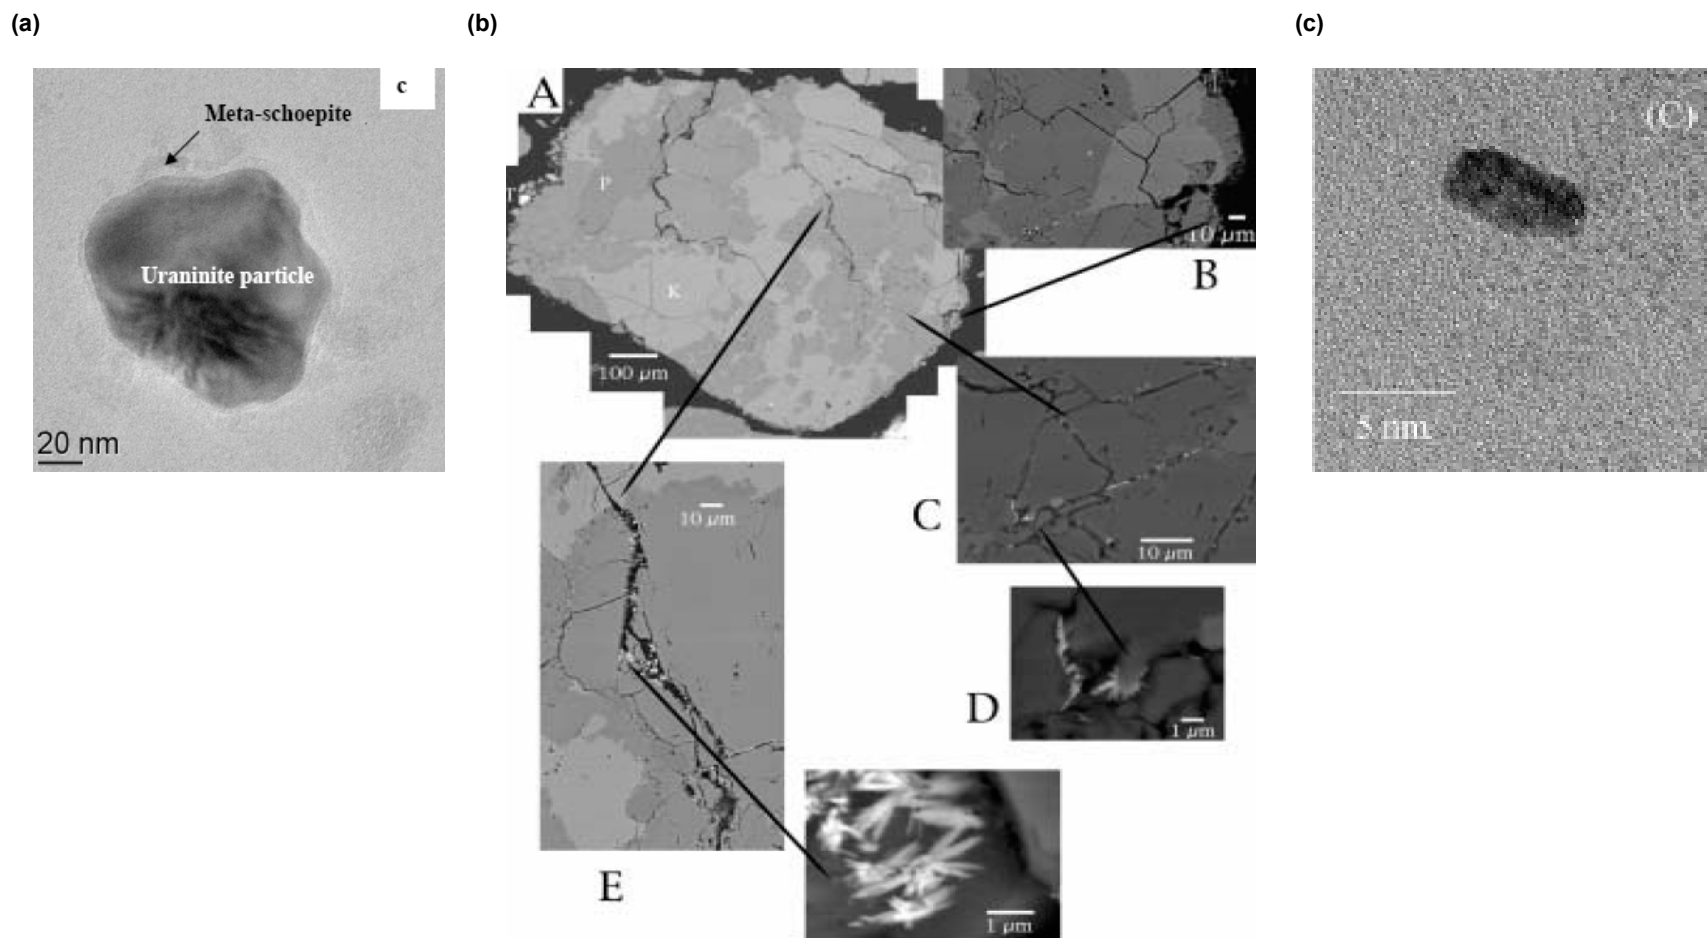 (a)
(b)
(c)
c
Meta-schoepite
Uraninite particle
20 nm
A
T
P
K
100 µm
10 µm
B
C
10 µm
D
1 µm
10 µm
E
1 µm
(C)
5 nm